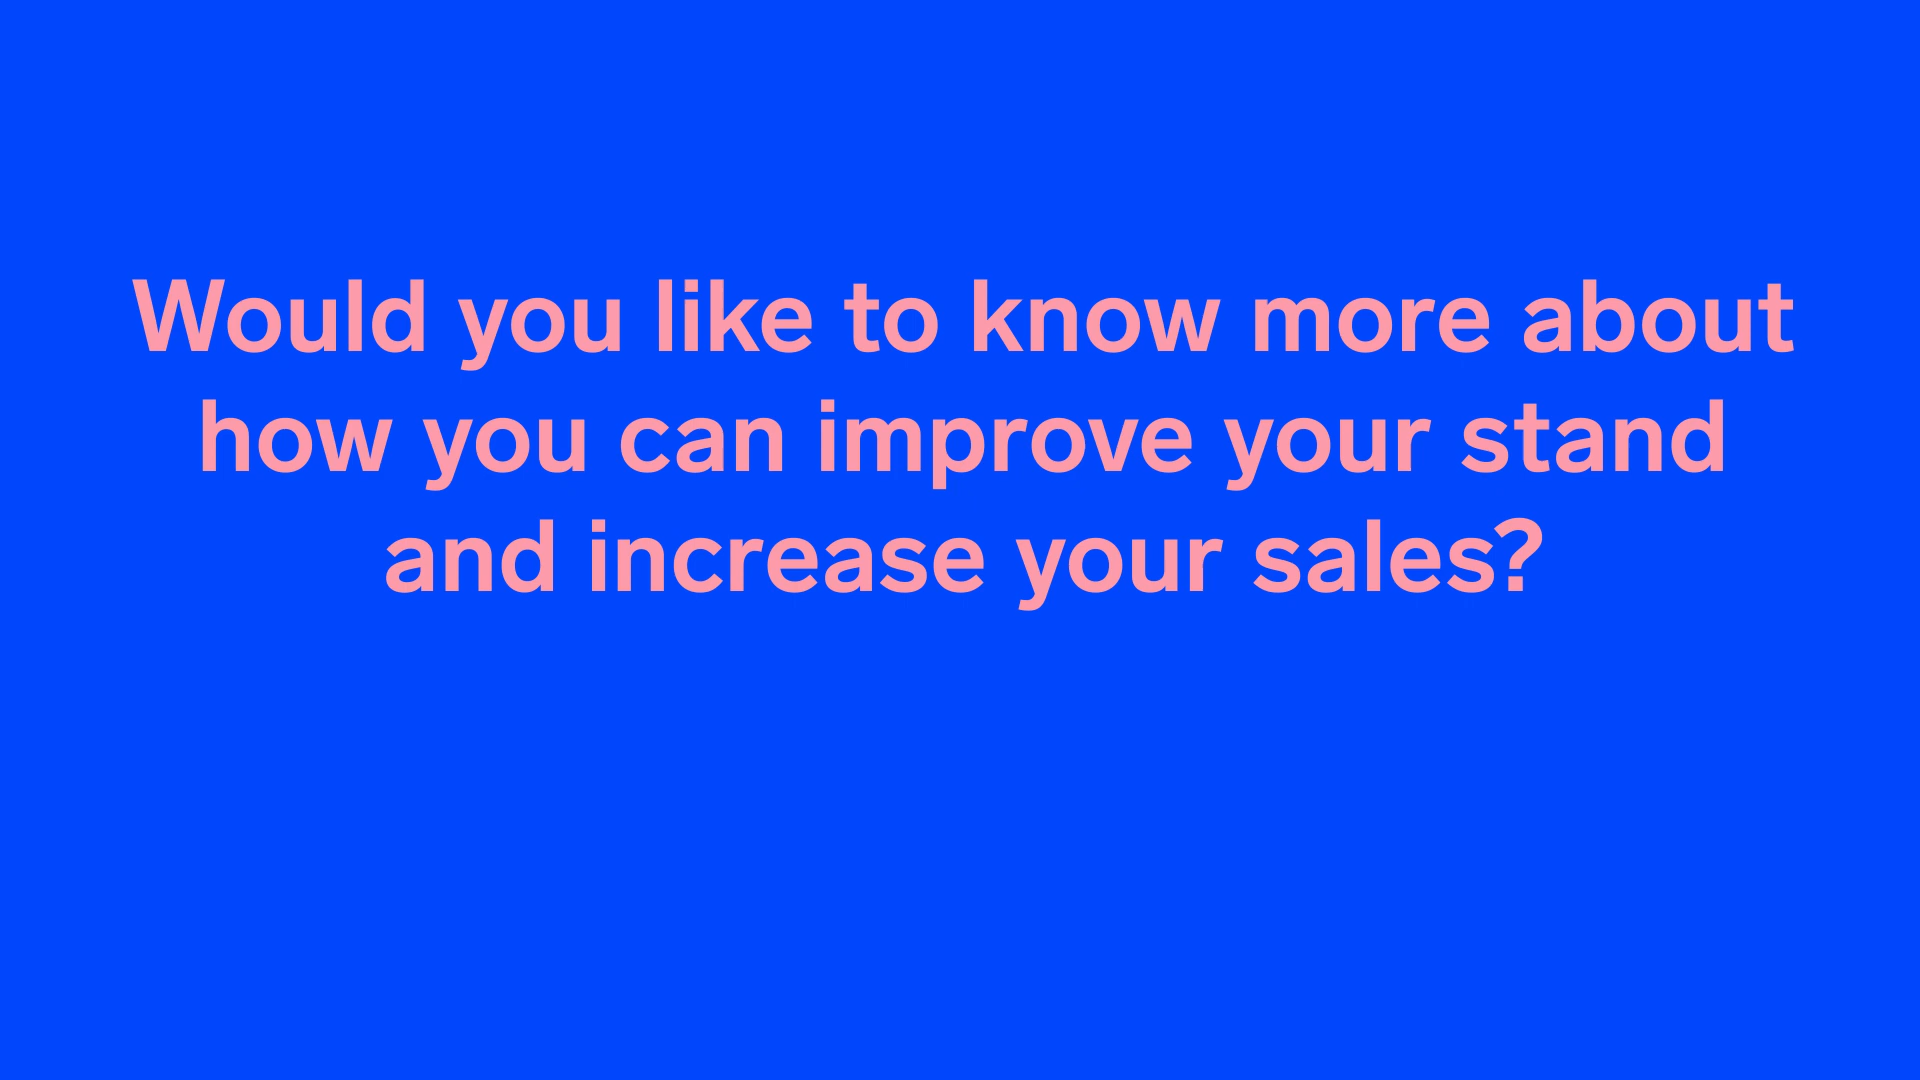 Would you like to know more about
how you can improve your stand
and increase your sales?